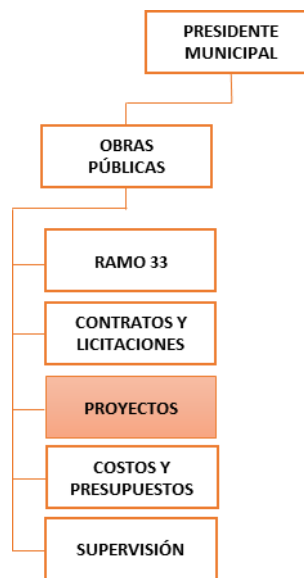 PRESIDENTE
MUNICIPAL
OBRAS
PÚBLICAS
RAMO 33
CONTRATOS Y
LICITACIONES
PROYECTOS
COSTOS Y
PRESUPUESTOS
SUPERVISIÓN